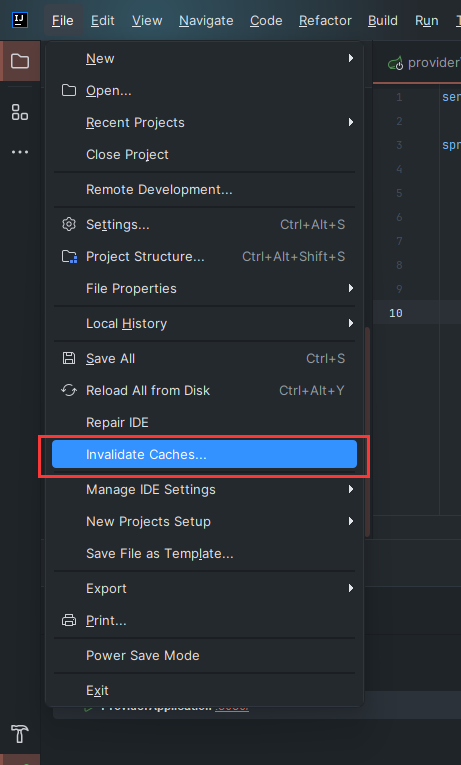 IJ File Edit View Navigate Code Refactor Build Run T
New
Open...
Recent Projects
Close Project
Remote Development...
Settings... Ctrl+Alt+S
Project Structure... Ctrl+Alt+Shift+S
File Properties
Local History
Save All Ctrl+S
Reload All from Disk Ctrl+Alt+Y
Repair IDE
Invalidate Caches...
Manage IDE Settings
New Projects Setup
Save File as Template...
Export
Print...
Power Save Mode
Exit
provider
1 ser
2
3 spr
4
5
6
7
8
9
10
ProviderApplication